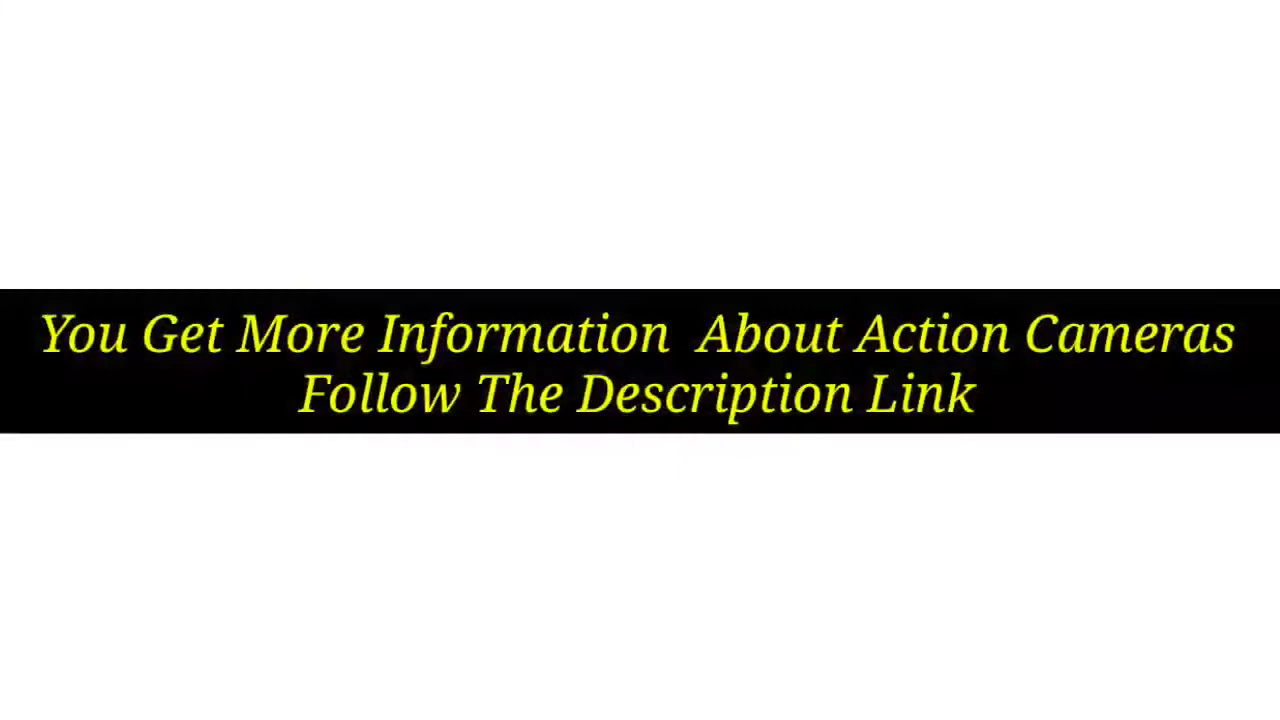 You Get More Information  About Action Cameras
Follow The Description Link